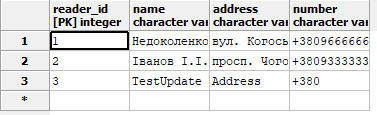 reader_id name address number
[PK] integer character var character var character var
1 1 Недоколенко вул. Когось +3809666666
2 2 Іванов І.І. просп. Чого +3809333333
3 3 TestUpdate Address +380
*